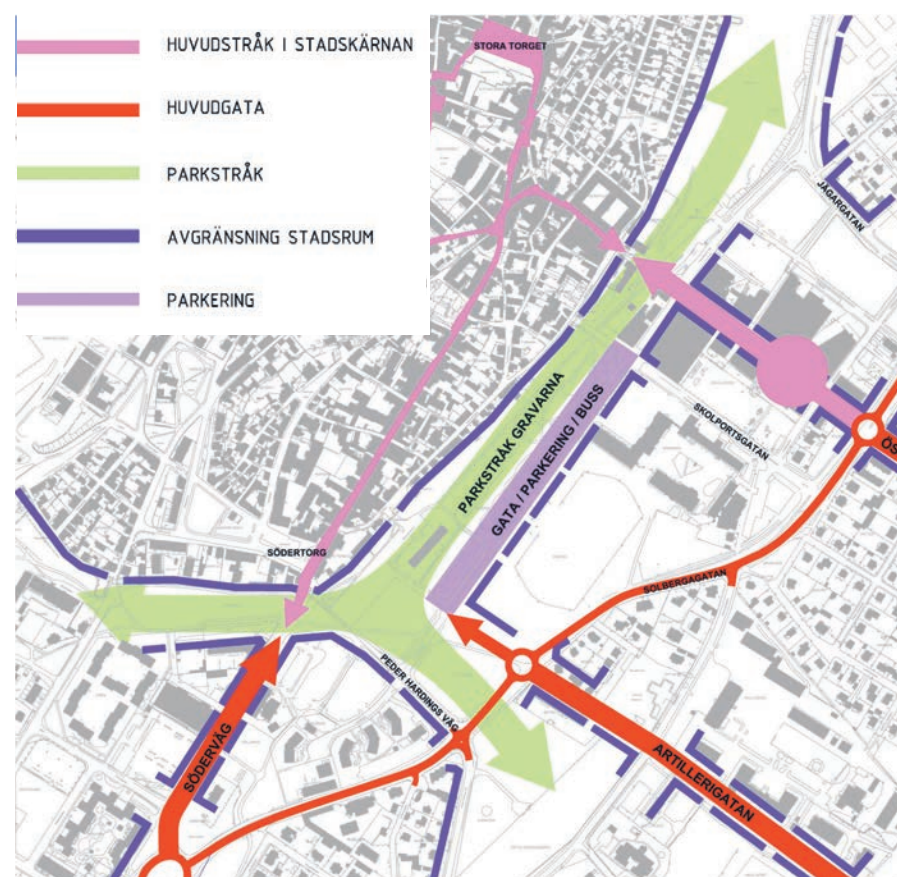 HUVUDSTRÅK I STADSKÄRNAN
HUVUDGATA
PARKSTRÅK
AVGRÄNSNING STADSRUM
PARKERING
STORA TORGET
JÄGARGATAN
PARKSTRÅK GRAVARNA
GATA / PARKERING / BUSS
SKOLPORTSGATAN
ÖS
SÖDERTORG
SOLBERGAGATAN
PEDER HARDINGS VÄG
SÖDERVÄG
ARTILLERIGATAN